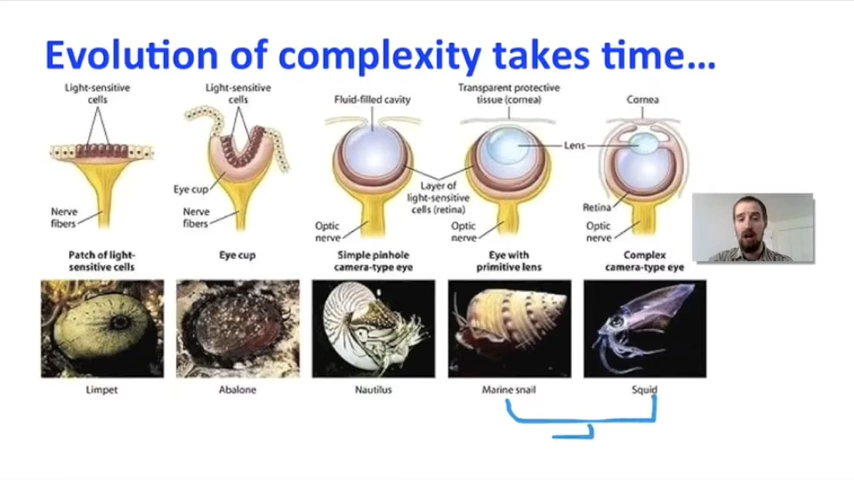 Evolution of complexity takes time...
Light-sensitive
cells
Light-sensitive
cells
Fluid-filled cavity
Transparent protective
tissue (cornea)
Cornea
Lens
Eye cup
Layer of
light-sensitive
cells (retina)
Nerve
fibers
Nerve
fibers
Optic
nerve
Optic
nerve
Retina
Optic
nerve
Patch of light-
sensitive cells
Eye cup
Simple pinhole
camera-type eye
Eye with
primitive lens
Complex
camera-type eye
Limpet
Abalone
Nautilus
Marine snail
Squid